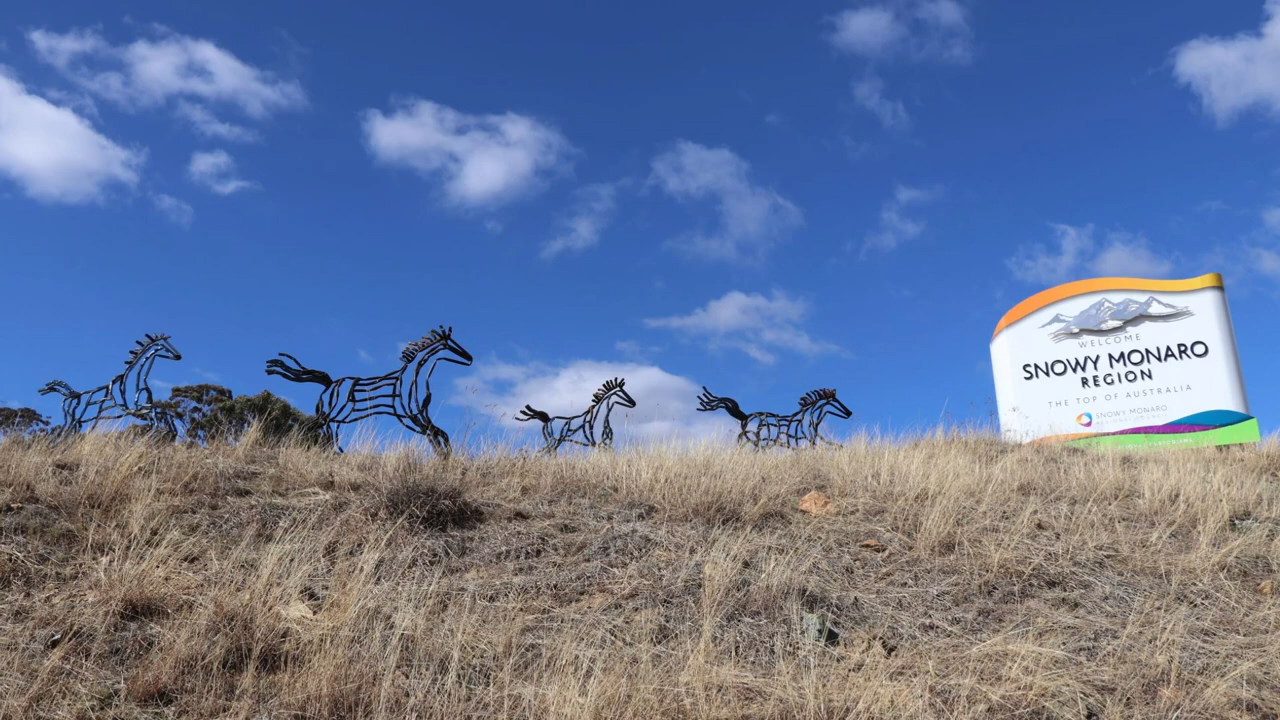 WELCOME
SNOWY MONARO
REGION
THE TOP OF AUSTRALIA
SNOWY MONARO